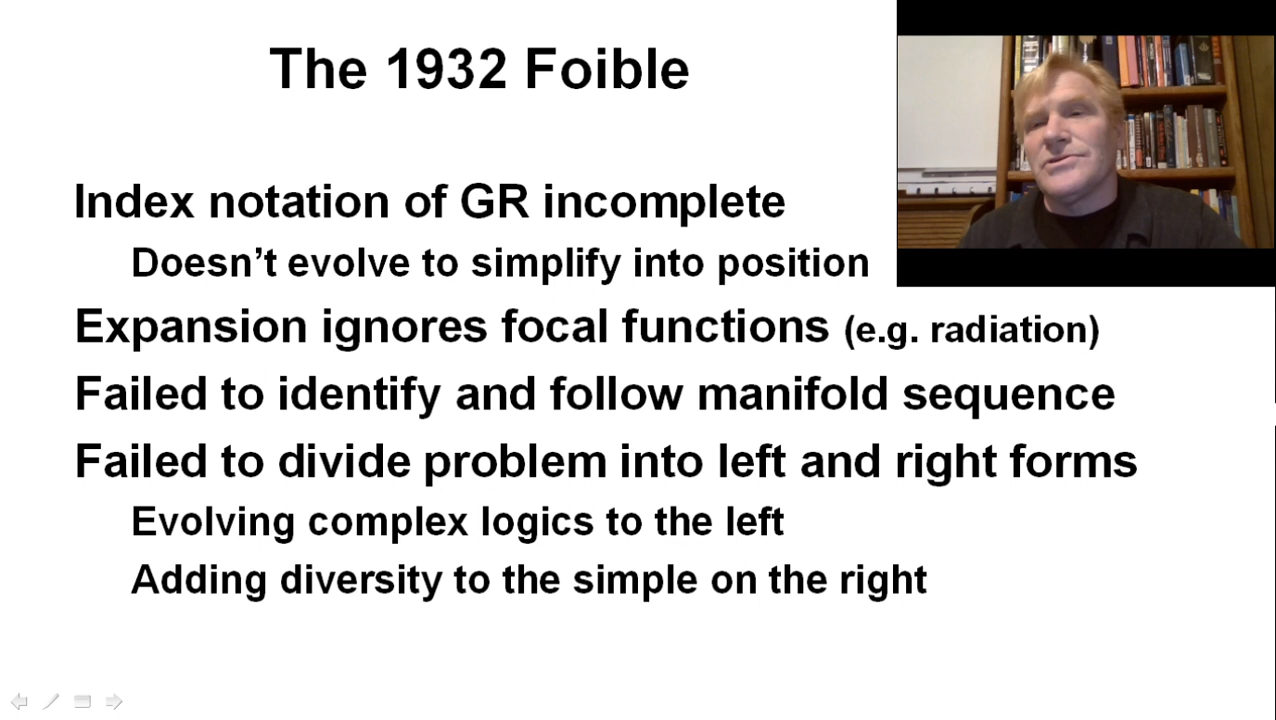 The 1932 Foible
Index notation of GR incomplete
Doesn’t evolve to simplify into position
Expansion ignores focal functions (e.g. radiation)
Failed to identify and follow manifold sequence
Failed to divide problem into left and right forms
Evolving complex logics to the left
Adding diversity to the simple on the right